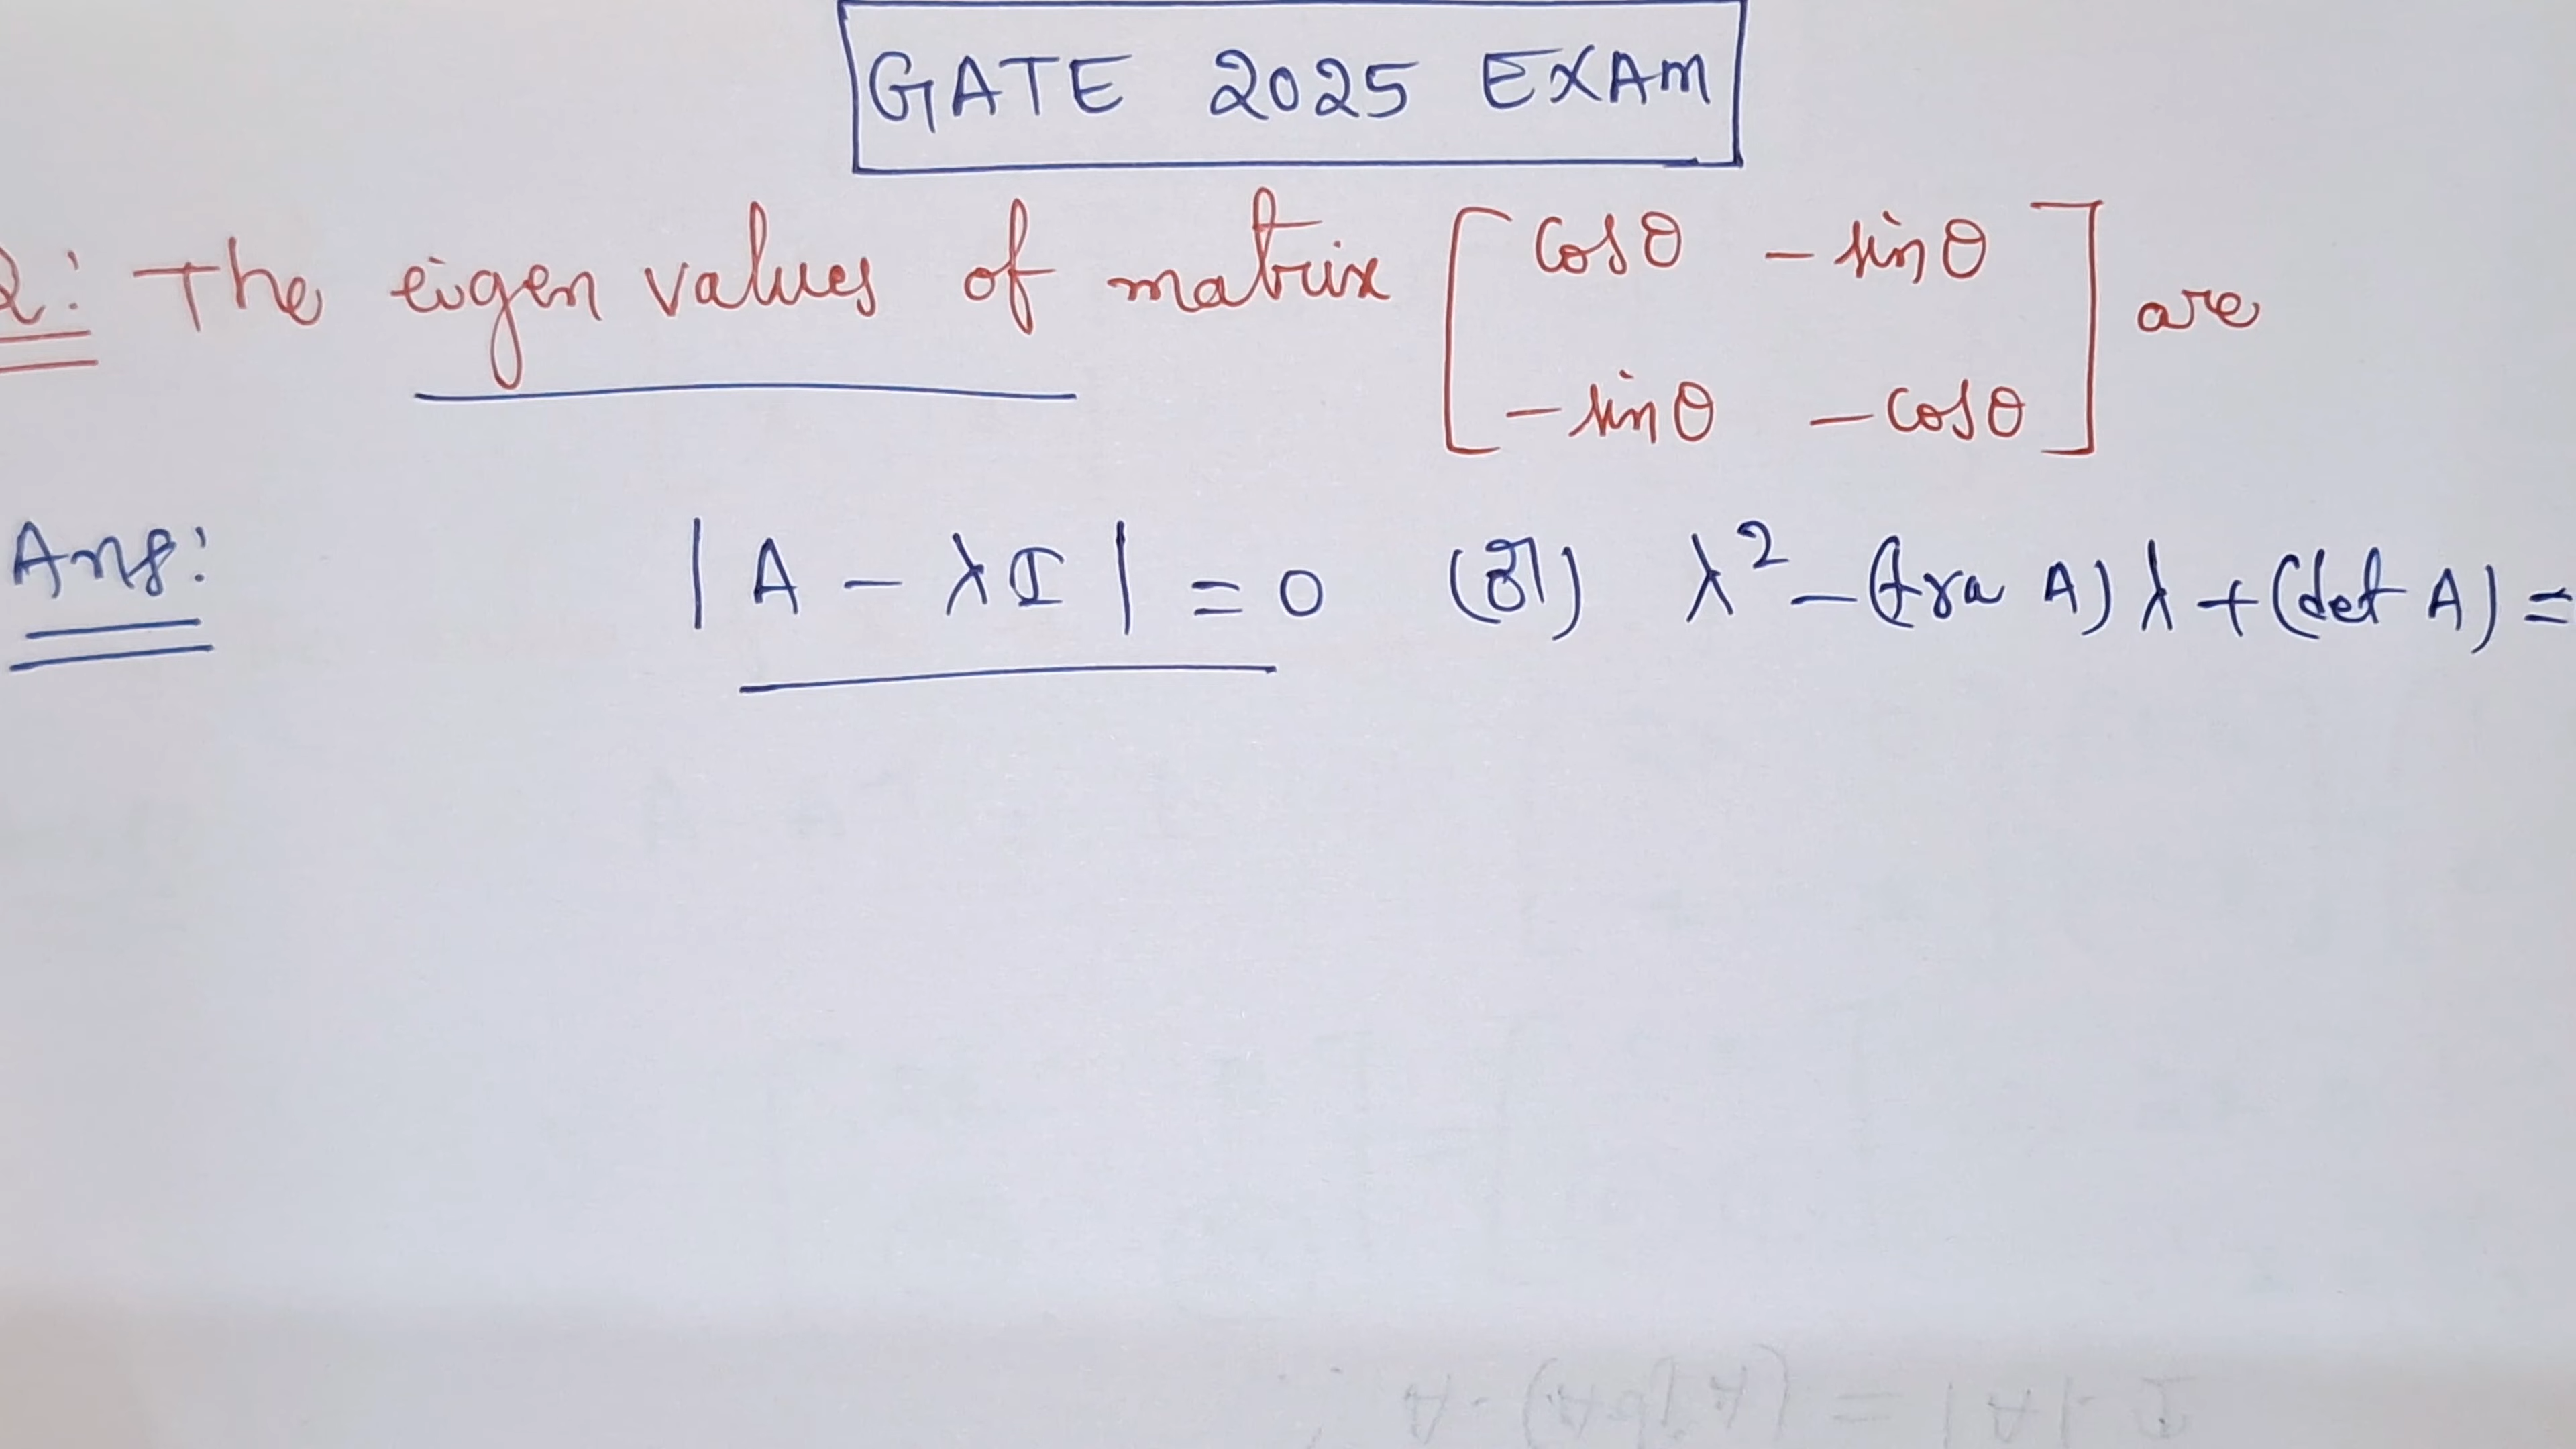 GATE 2025 EXAM
Q: The eigen values of matrix [ cosθ -sinθ ] are
[ -sinθ -cosθ ]
Ans: |A - λI| = 0 (or) λ² - (tra A) λ + (det A) =